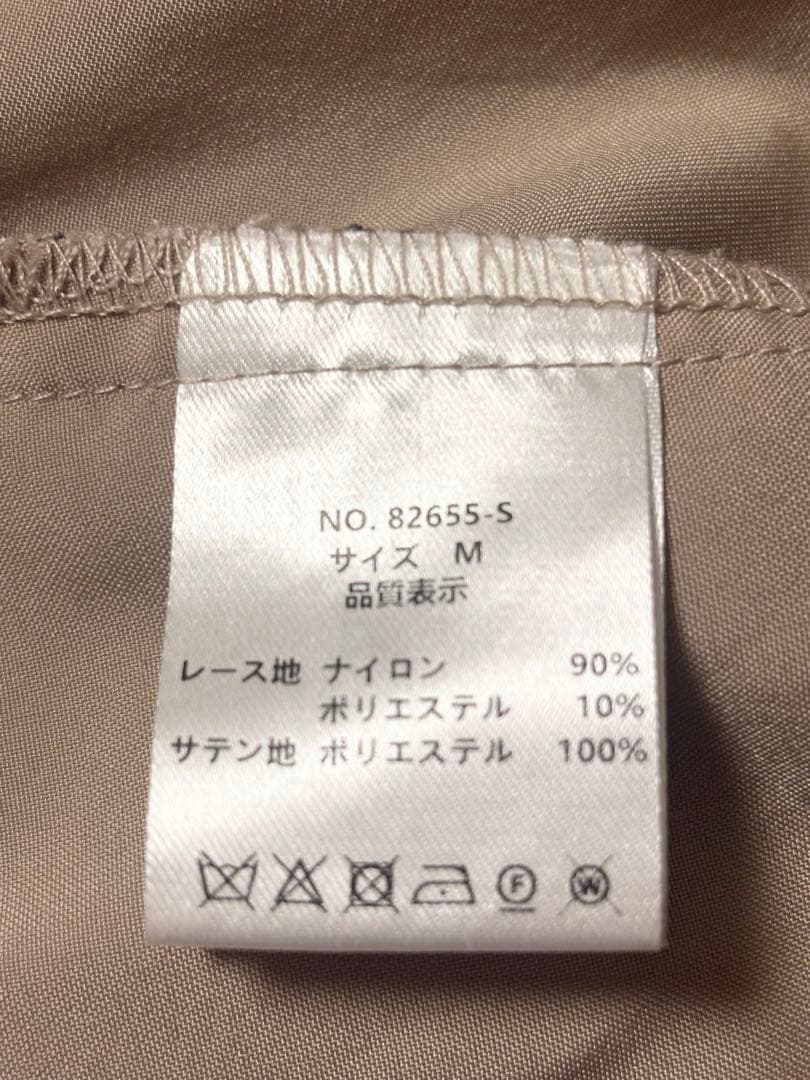 NO. 82655-S
サイズ M
品質表示
レース地 ナイロン 90%
ポリエステル 10%
サテン地 ポリエステル 100%
F W